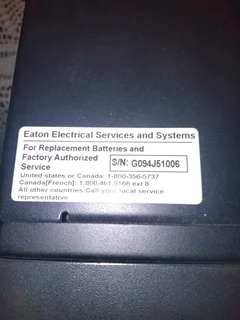 Eaton Electrical Services and Systems
For Replacement Batteries and
Factory Authorized
Service
S/N: G094J51006
United states or Canada: 1-800-356-5737
Canada[French]: 1.800.461.9166 ext 8
All other countries Call your local service
representative